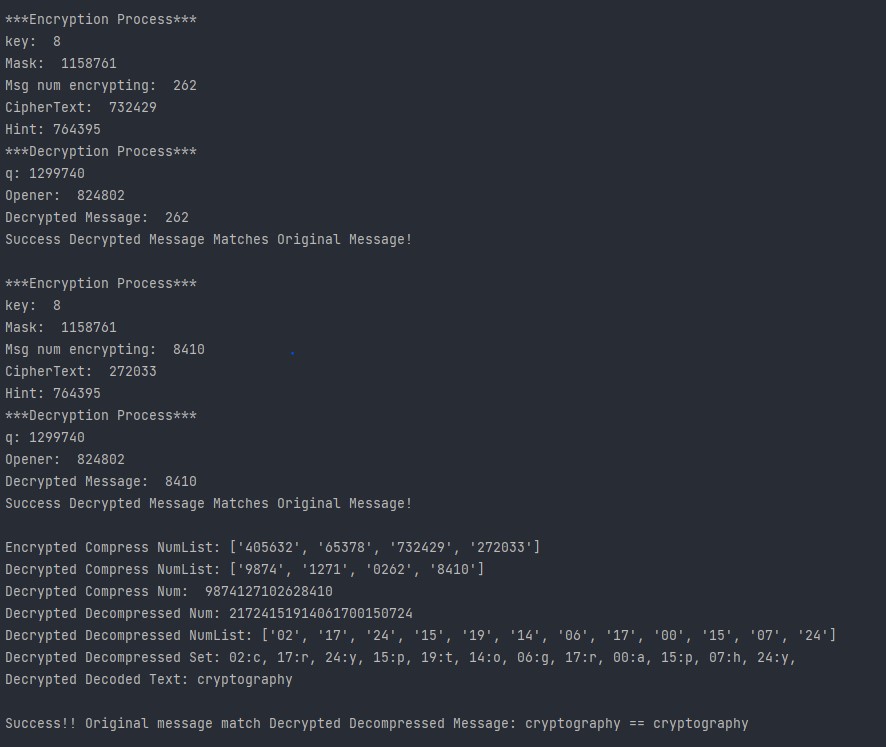 ***Encryption Process***
key:  8
Mask:  1158761
Msg num encrypting:  262
CipherText:  732429
Hint: 764395
***Decryption Process***
q: 1299740
Opener:  824802
Decrypted Message:  262
Success Decrypted Message Matches Original Message!

***Encryption Process***
key:  8
Mask:  1158761
Msg num encrypting:  8410
CipherText:  272033
Hint: 764395
***Decryption Process***
q: 1299740
Opener:  824802
Decrypted Message:  8410
Success Decrypted Message Matches Original Message!

Encrypted Compress NumList: ['405632', '65378', '732429', '272033']
Decrypted Compress NumList: ['9874', '1271', '0262', '8410']
Decrypted Compress Num:  9874127102628410
Decrypted Decompressed Num: 21724151914061700150724
Decrypted Decompressed NumList: ['02', '17', '24', '15', '19', '14', '06', '17', '00', '15', '07', '24']
Decrypted Decompressed Set: 02:c, 17:r, 24:y, 15:p, 19:t, 14:o, 06:g, 17:r, 00:a, 15:p, 07:h, 24:y,
Decrypted Decoded Text: cryptography

Success!! Original message match Decrypted Decompressed Message: cryptography == cryptography